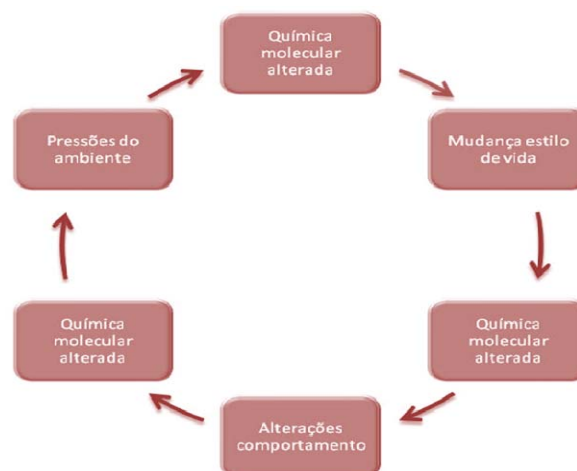 Química
molecular
alterada
Mudança estilo
de vida
Química
molecular
alterada
Alterações
comportamento
Química
molecular
alterada
Pressões do
ambiente